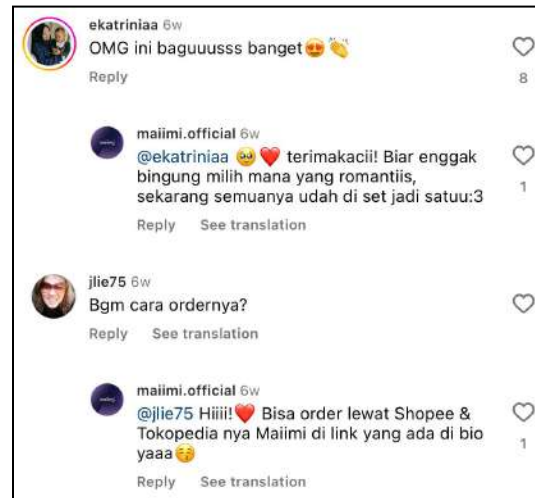 ekatriniaa 6w
OMG ini baguuusss banget😍👏
Reply
8
maiimi.official 6w
@ekatriniaa 🥹❤️ terimakacii! Biar enggak
bingung milih mana yang romantiis,
sekarang semuanya udah di set jadi satuu:3
1
Reply See translation
jlie75 6w
Bgm cara ordernya?
Reply See translation
maiimi.official 6w
@jlie75 Hiiii!❤️ Bisa order lewat Shopee &
Tokopedia nya Maiimi di link yang ada di bio
yaaa😚
1
Reply See translation